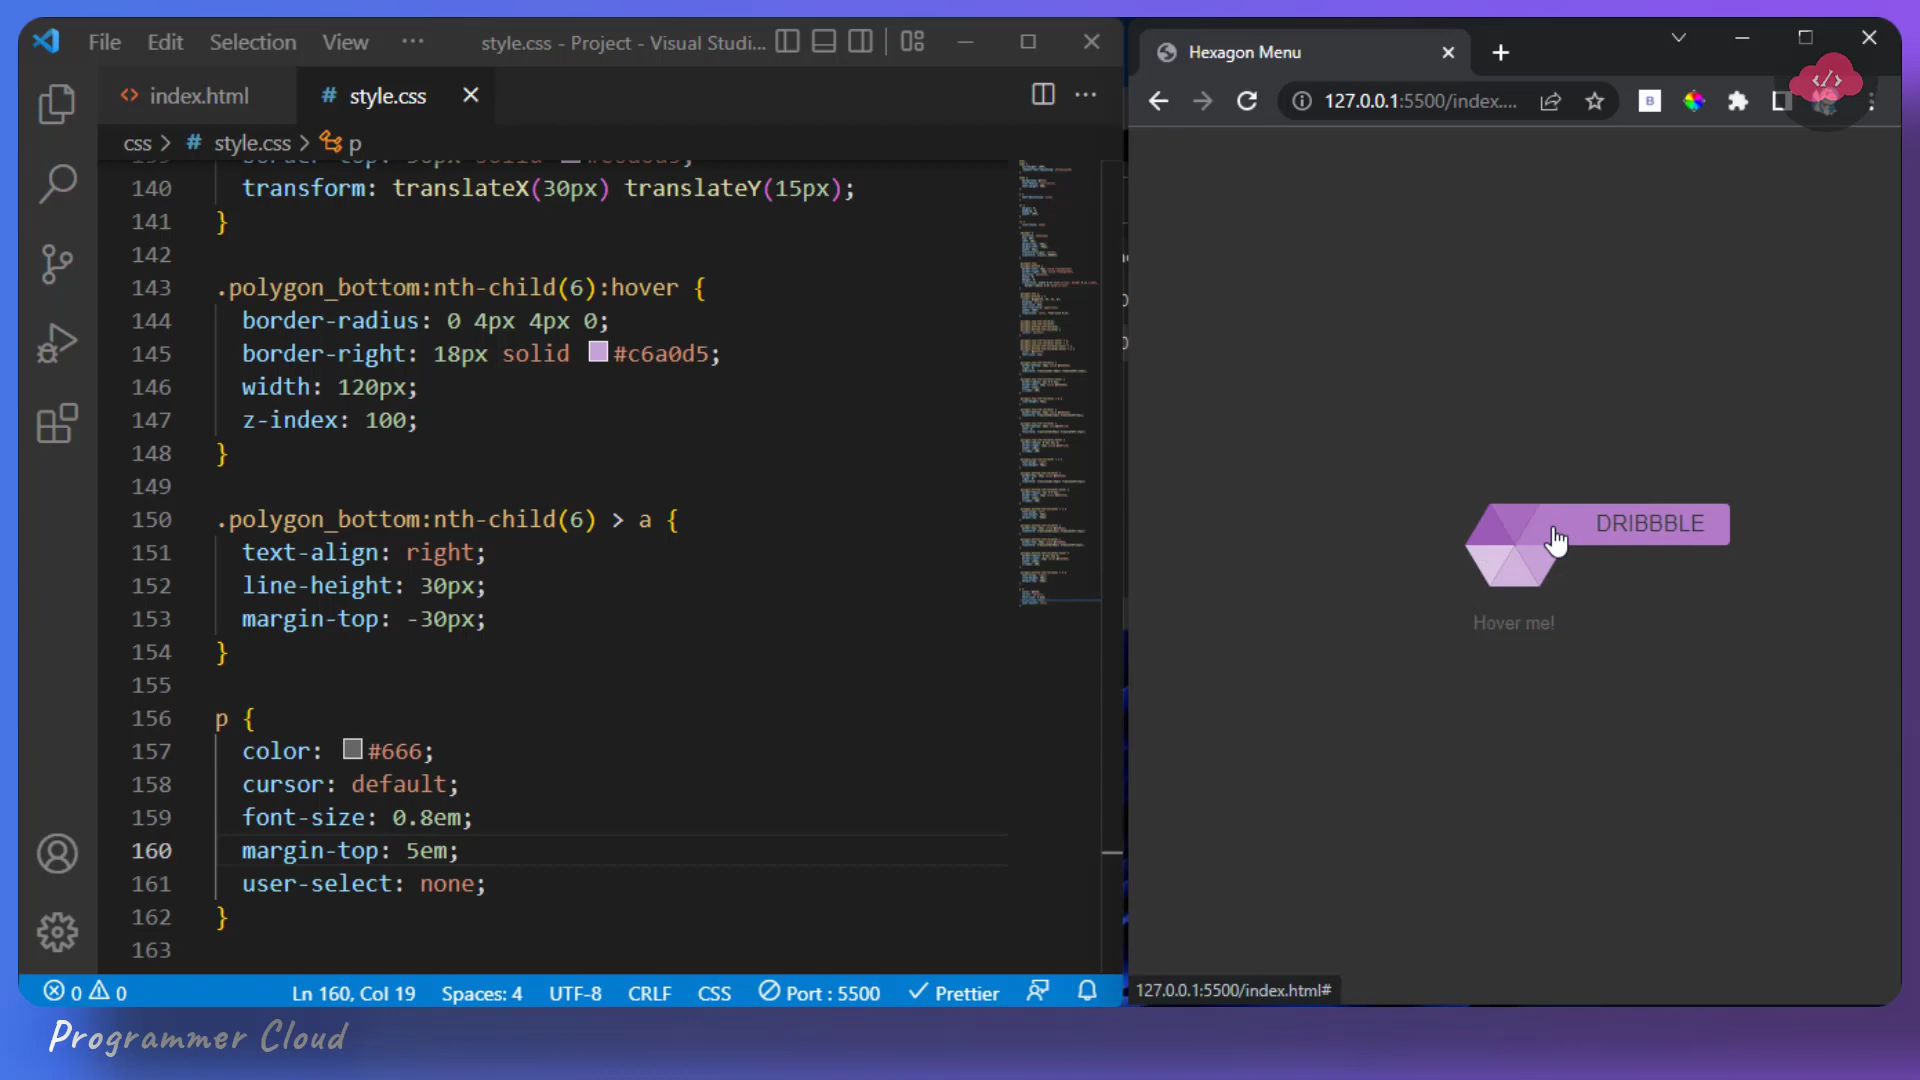 File Edit Selection View ··· style.css - Project - Visual Studi...
index.html style.css
css > # style.css > p
140 transform: translateX(30px) translateY(15px);
141 }
142
143 .polygon_bottom:nth-child(6):hover {
144 border-radius: 0 4px 4px 0;
145 border-right: 18px solid #c6a0d5;
146 width: 120px;
147 z-index: 100;
148 }
149
150 .polygon_bottom:nth-child(6) > a {
151 text-align: right;
152 line-height: 30px;
153 margin-top: -30px;
154 }
155
156 p {
157 color: #666;
158 cursor: default;
159 font-size: 0.8em;
160 margin-top: 5em;
161 user-select: none;
162 }
163
0 0 Ln 160, Col 19 Spaces: 4 UTF-8 CRLF CSS Port : 5500 Prettier
Hexagon Menu
127.0.0.1:5500/index....
DRIBBBLE
Hover me!
127.0.0.1:5500/index.html#
Programmer Cloud